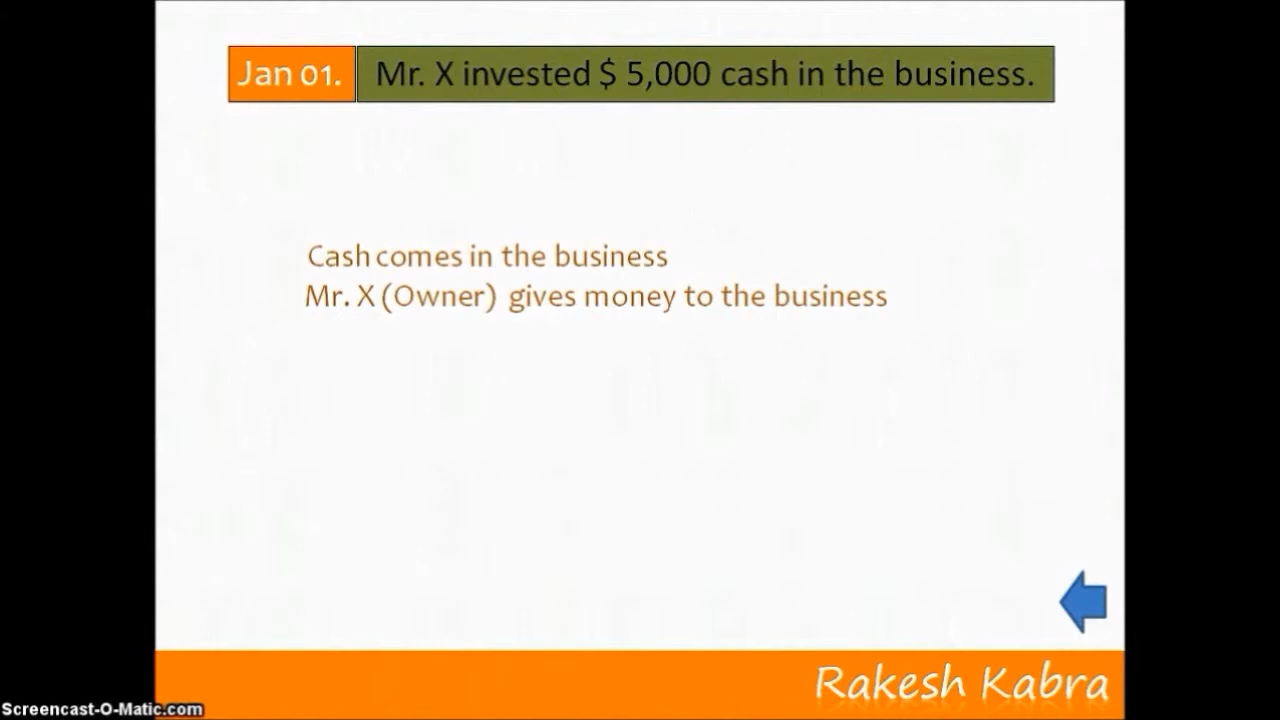 Jan 01. Mr. X invested $ 5,000 cash in the business.
Cash comes in the business
Mr. X (Owner) gives money to the business
Rakesh Kabra
Screencast-O-Matic.com